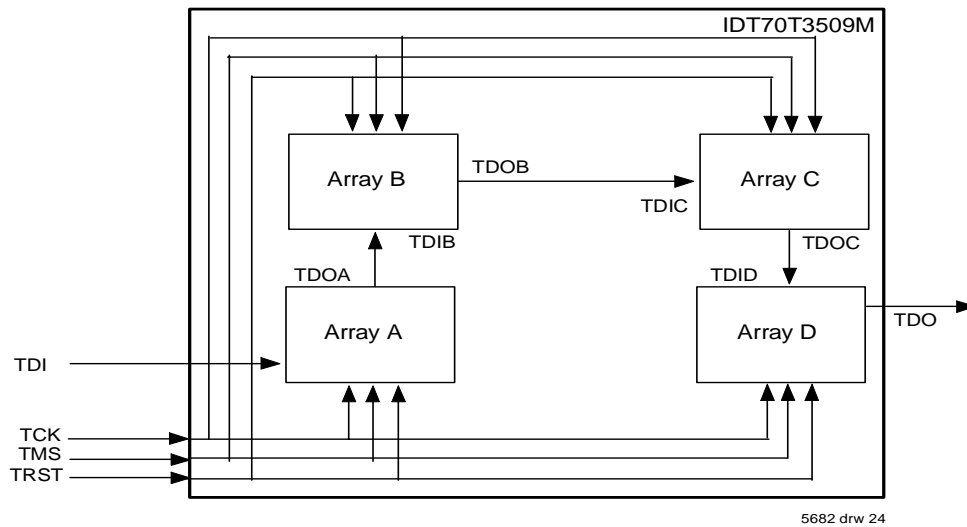 IDT70T3509M
Array B
TDOB
Array C
TDIC
TDIB
TDOC
TDOA
TDID
Array A
Array D
TDO
TDI
TCK
TMS
TRST
5682 drw 24